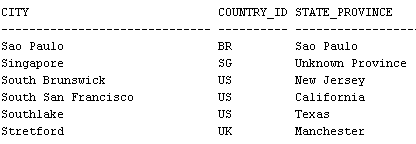 CITY COUNTRY_ID STATE_PROVINCE
------------------------------ ---------- ----------------
Sao Paulo BR Sao Paulo
Singapore SG Unknown Province
South Brunswick US New Jersey
South San Francisco US California
Southlake US Texas
Stretford UK Manchester